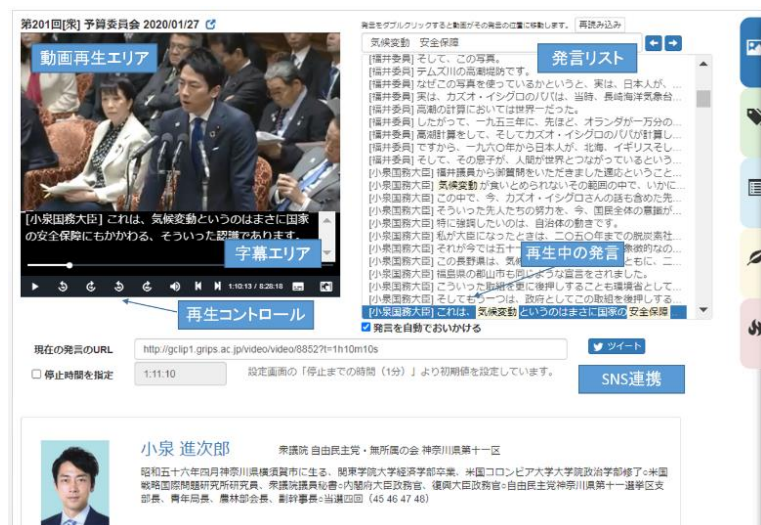 第201回[衆] 予算委員会 2020/01/27
発言をダブルクリックすると動画がその発言の位置に移動します。 再読み込み
動画再生エリア
気候変動 安全保障
発言リスト
[福井委員] そして、この写真。
[福井委員] テムズ川の高潮堤防です。
[福井委員] なぜこの写真を使っているかというと、実は、日本人が、...
[福井委員] 実は、カズオ・イシグロのパパは、当時、長崎海洋気象台...
[福井委員] 高潮の計算においては世界一だった。
[福井委員] したがって、一九五三年に、先ほど、オランダが一万分の...
[福井委員] 高潮計算をして、そしてカズオ・イシグロのパパが計算し...
[福井委員] ですから、一九六〇年から日本人が、北海、イギリスそし...
[福井委員] そして、その息子が、人間が世界とつながっているという...
[小泉国務大臣] 福井議員から御質問をいただきました適応ということ...
[小泉国務大臣] 気候変動が食いとめられないその範囲の中で、いかに...
[小泉国務大臣] この中で、今、カズオ・イシグロさんの話も含めた先...
[小泉国務大臣] そういった先人たちの努力を、今、国民全体の意識が...
[小泉国務大臣] 特に強調したいのは、自治体の動きです。
[小泉国務大臣] 私が大臣になったときは、二〇五〇年までの脱炭素社...
[小泉国務大臣] それが今では五十
象徴的なの...
再生中の発言
[小泉国務大臣] この長野県は、気候
ともに、二...
[小泉国務大臣] 福島県の郡山市も同じような宣言をされました。
[小泉国務大臣] こういった取組を更に後押しすることも環境省として...
[小泉国務大臣] そしてもう一つは、政府としてこの取組を後押しする...
[小泉国務大臣] これは、気候変動というのはまさに国家の安全保障...
[小泉国務大臣] これは、気候変動というのはまさに国家
の安全保障にもかかわる、そういった認識であります。
字幕エリア
1:10:13 / 8:28:18
再生コントロール
発言を自動でおいかける
現在の発言のURL http://gclip1.grips.ac.jp/video/video/8852?t=1h10m10s ツイート
停止時間を指定 1:11:10 設定画面の「停止までの時間（1分）」より初期値を設定しています。
SNS連携
小泉 進次郎 衆議院 自由民主党・無所属の会 神奈川県第十一区
昭和五十六年四月神奈川県横須賀市に生る、関東学院大学経済学部卒業、米国コロンビア大学大学院政治学部修了○米国
戦略国際問題研究所研究員、衆議院議員秘書○内閣府大臣政務官、復興大臣政務官○自由民主党神奈川県第十一選挙区支
部長、青年局長、農林部会長、副幹事長○当選四回（45 46 47 48）